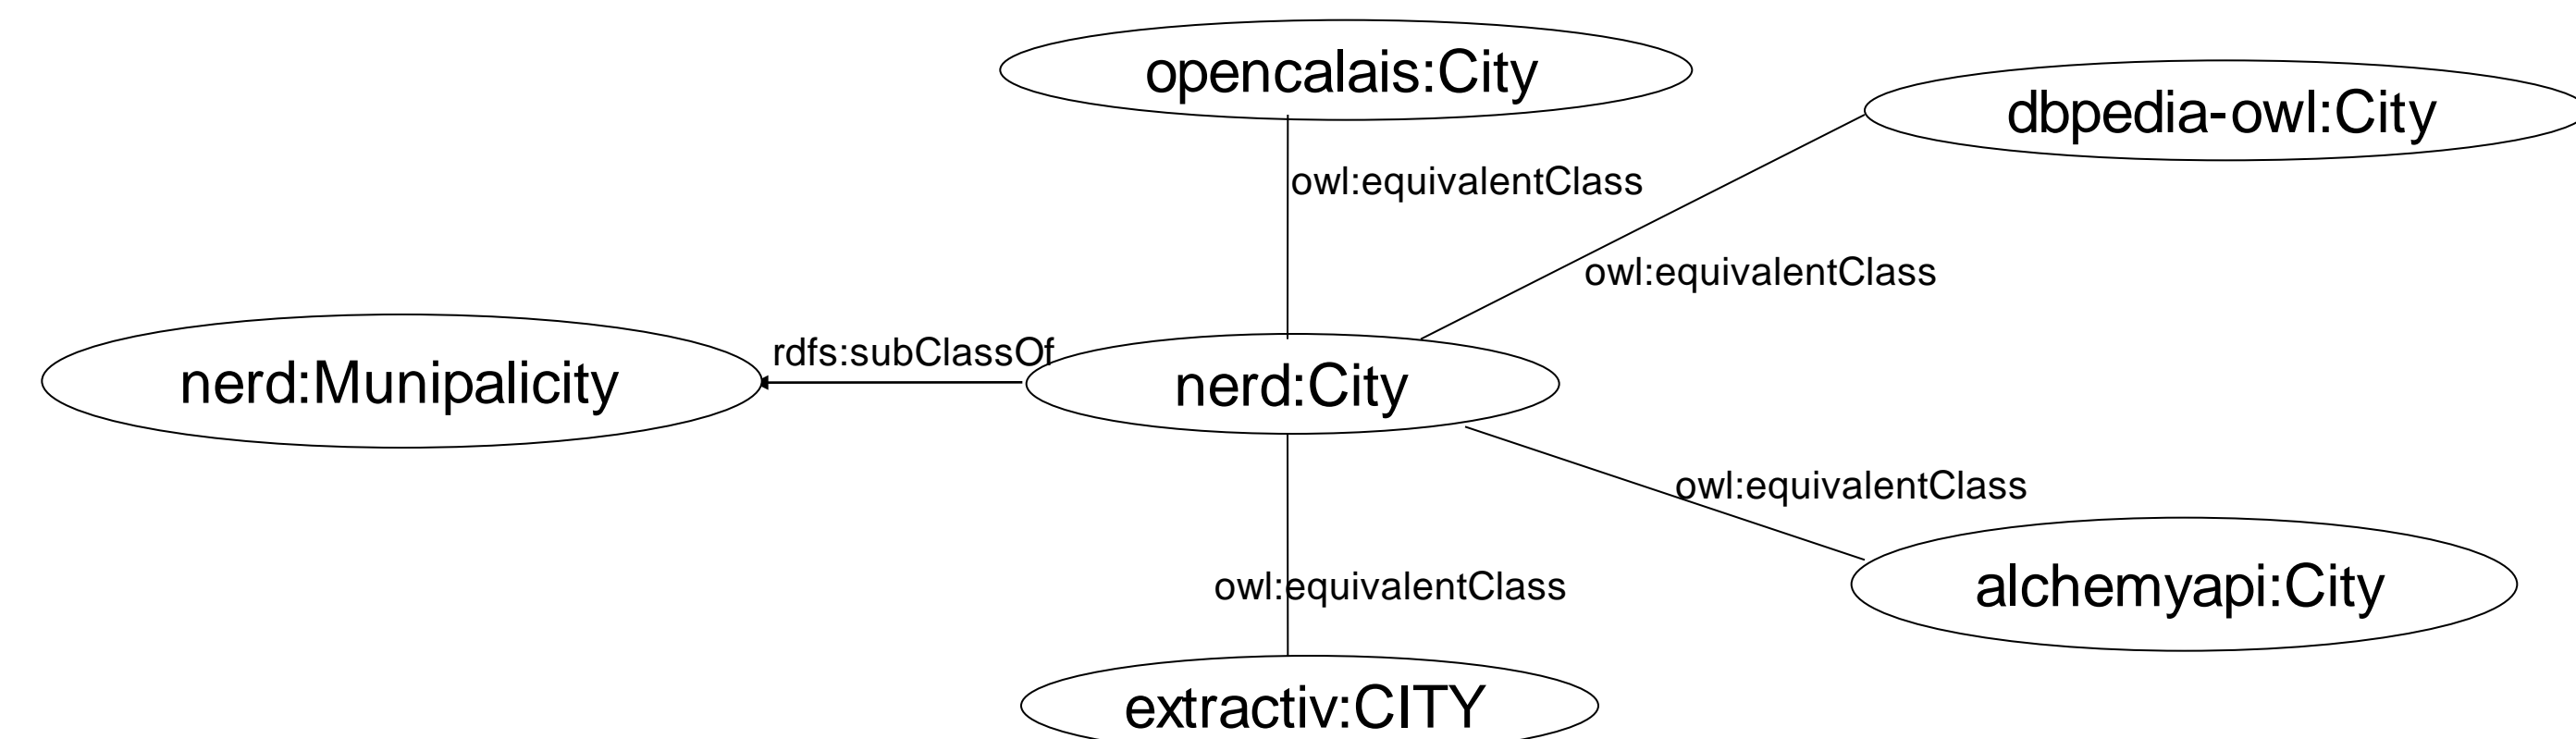 opencalais:City
dbpedia-owl:City
owl:equivalentClass
owl:equivalentClass
rdfs:subClassOf
nerd:Munipalicity
nerd:City
owl:equivalentClass
owl:equivalentClass
alchemyapi:City
extractiv:CITY